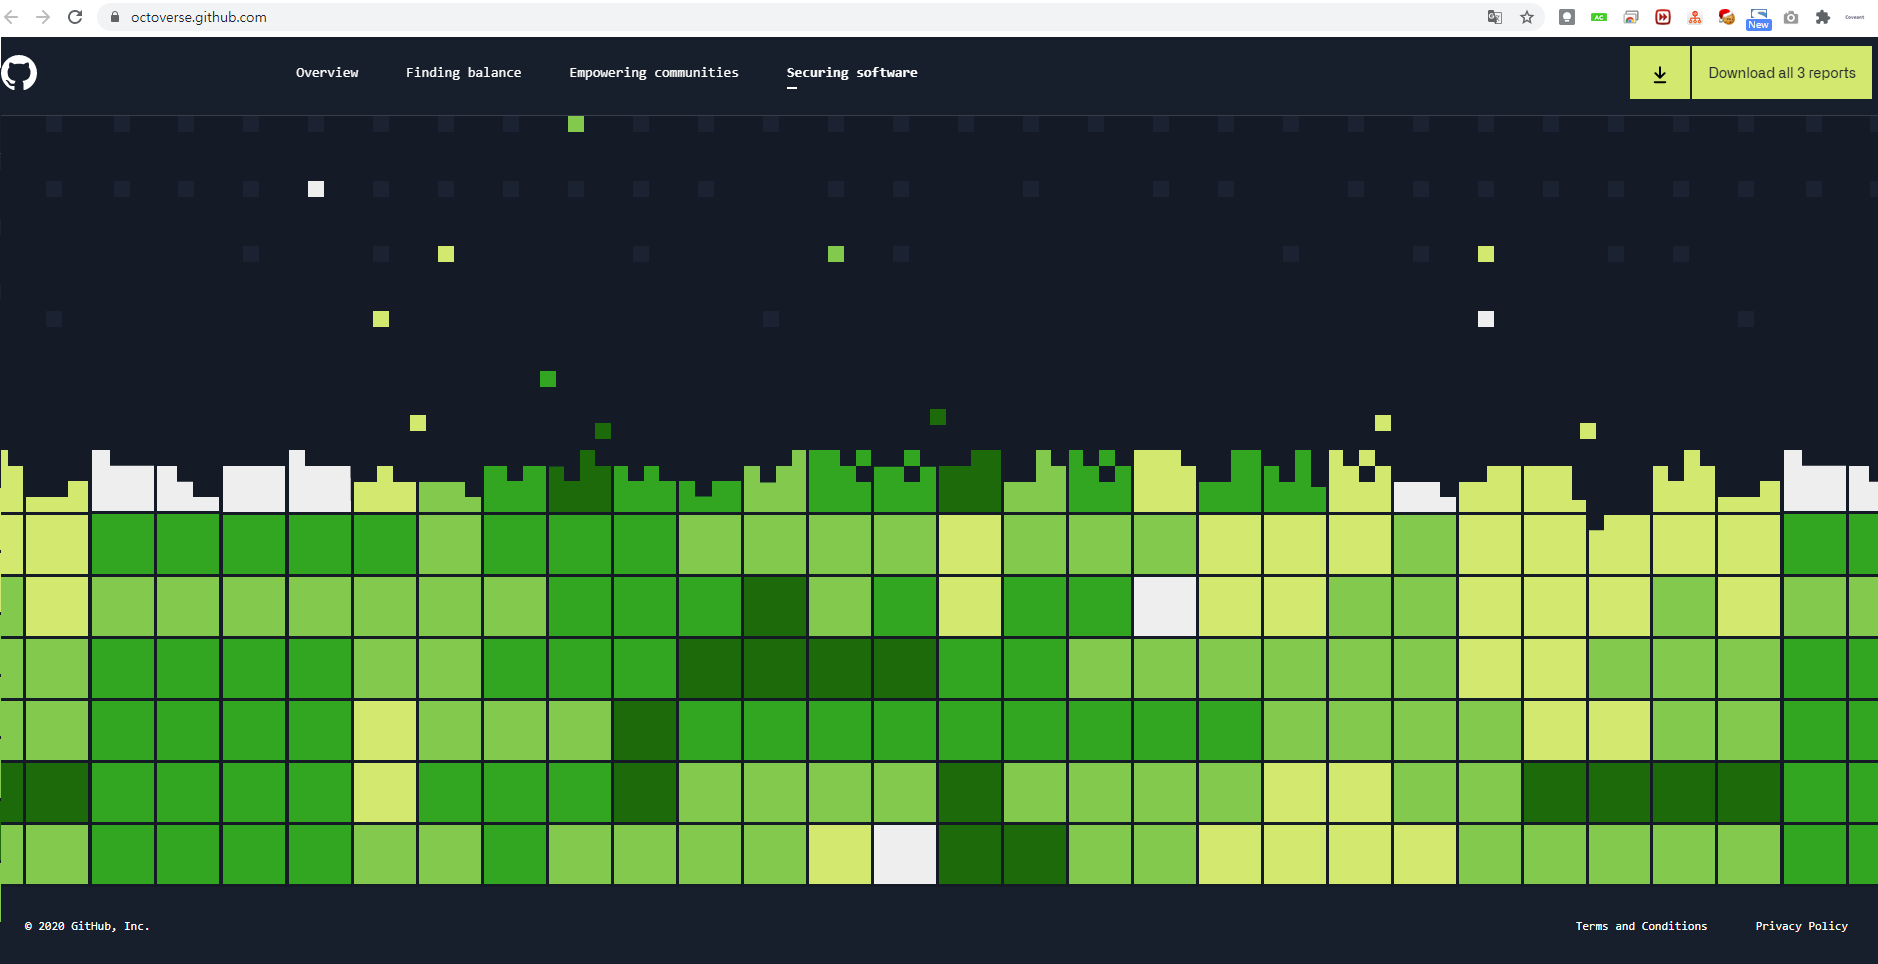 octoverse.github.com
AC
New
Overview Finding balance Empowering communities Securing software
Download all 3 reports
© 2020 GitHub, Inc.
Terms and Conditions Privacy Policy